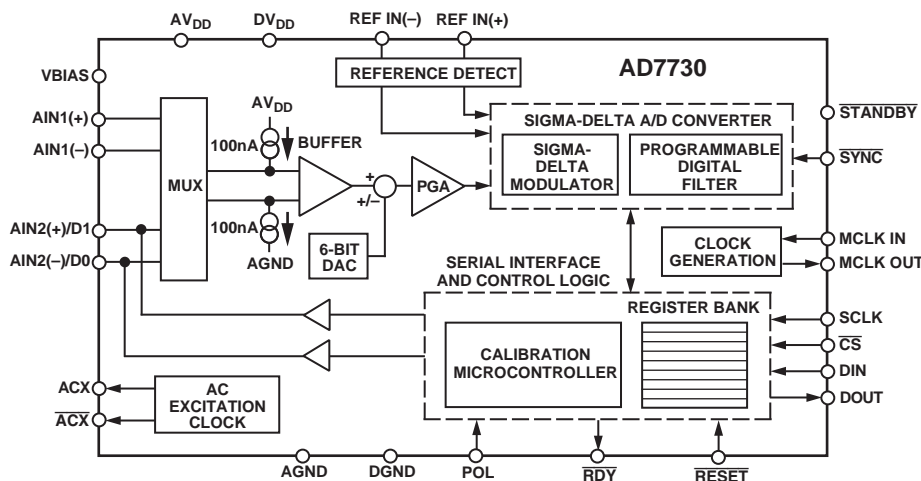 AVDD
DVDD
REF IN(–)
REF IN(+)
AD7730
REFERENCE DETECT
VBIAS
AIN1(+)
AIN1(–)
MUX
AVDD
100nA
BUFFER
100nA
AGND
+
+/–
6-BIT
DAC
PGA
SIGMA-DELTA A/D CONVERTER
SIGMA-
DELTA
MODULATOR
PROGRAMMABLE
DIGITAL
FILTER
STANDBY
SYNC
AIN2(+)/D1
AIN2(–)/D0
CLOCK
GENERATION
MCLK IN
MCLK OUT
SERIAL INTERFACE
AND CONTROL LOGIC
REGISTER BANK
CALIBRATION
MICROCONTROLLER
SCLK
CS
DIN
DOUT
ACX
ACX
AC
EXCITATION
CLOCK
AGND
DGND
POL
RDY
RESET